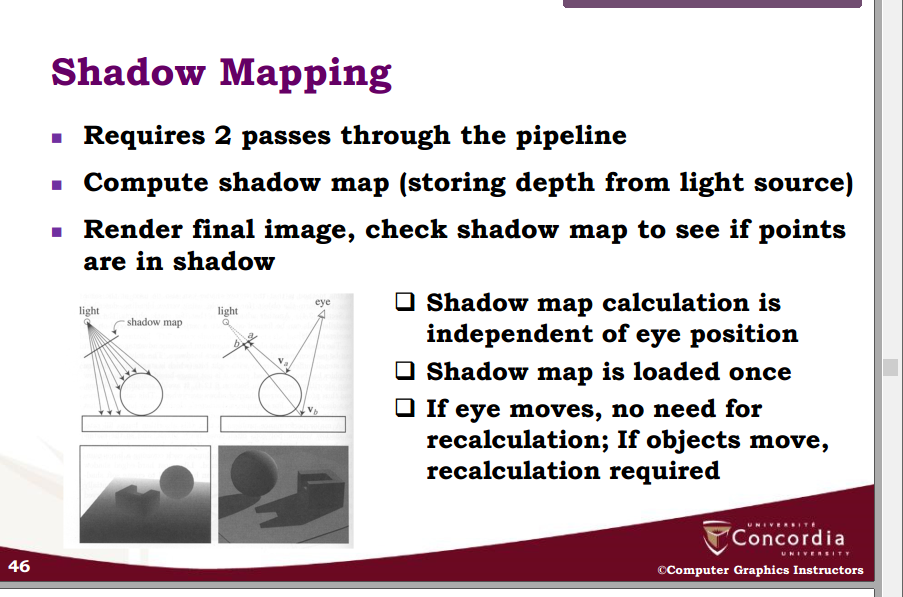 Shadow Mapping
Requires 2 passes through the pipeline
Compute shadow map (storing depth from light source)
Render final image, check shadow map to see if points
are in shadow
light
shadow map
light
eye
a
b
va
vb
❑ Shadow map calculation is
independent of eye position
❑ Shadow map is loaded once
❑ If eye moves, no need for
recalculation; If objects move,
recalculation required
UNIVERSITÉ
Concordia
UNIVERSITY
46
©Computer Graphics Instructors